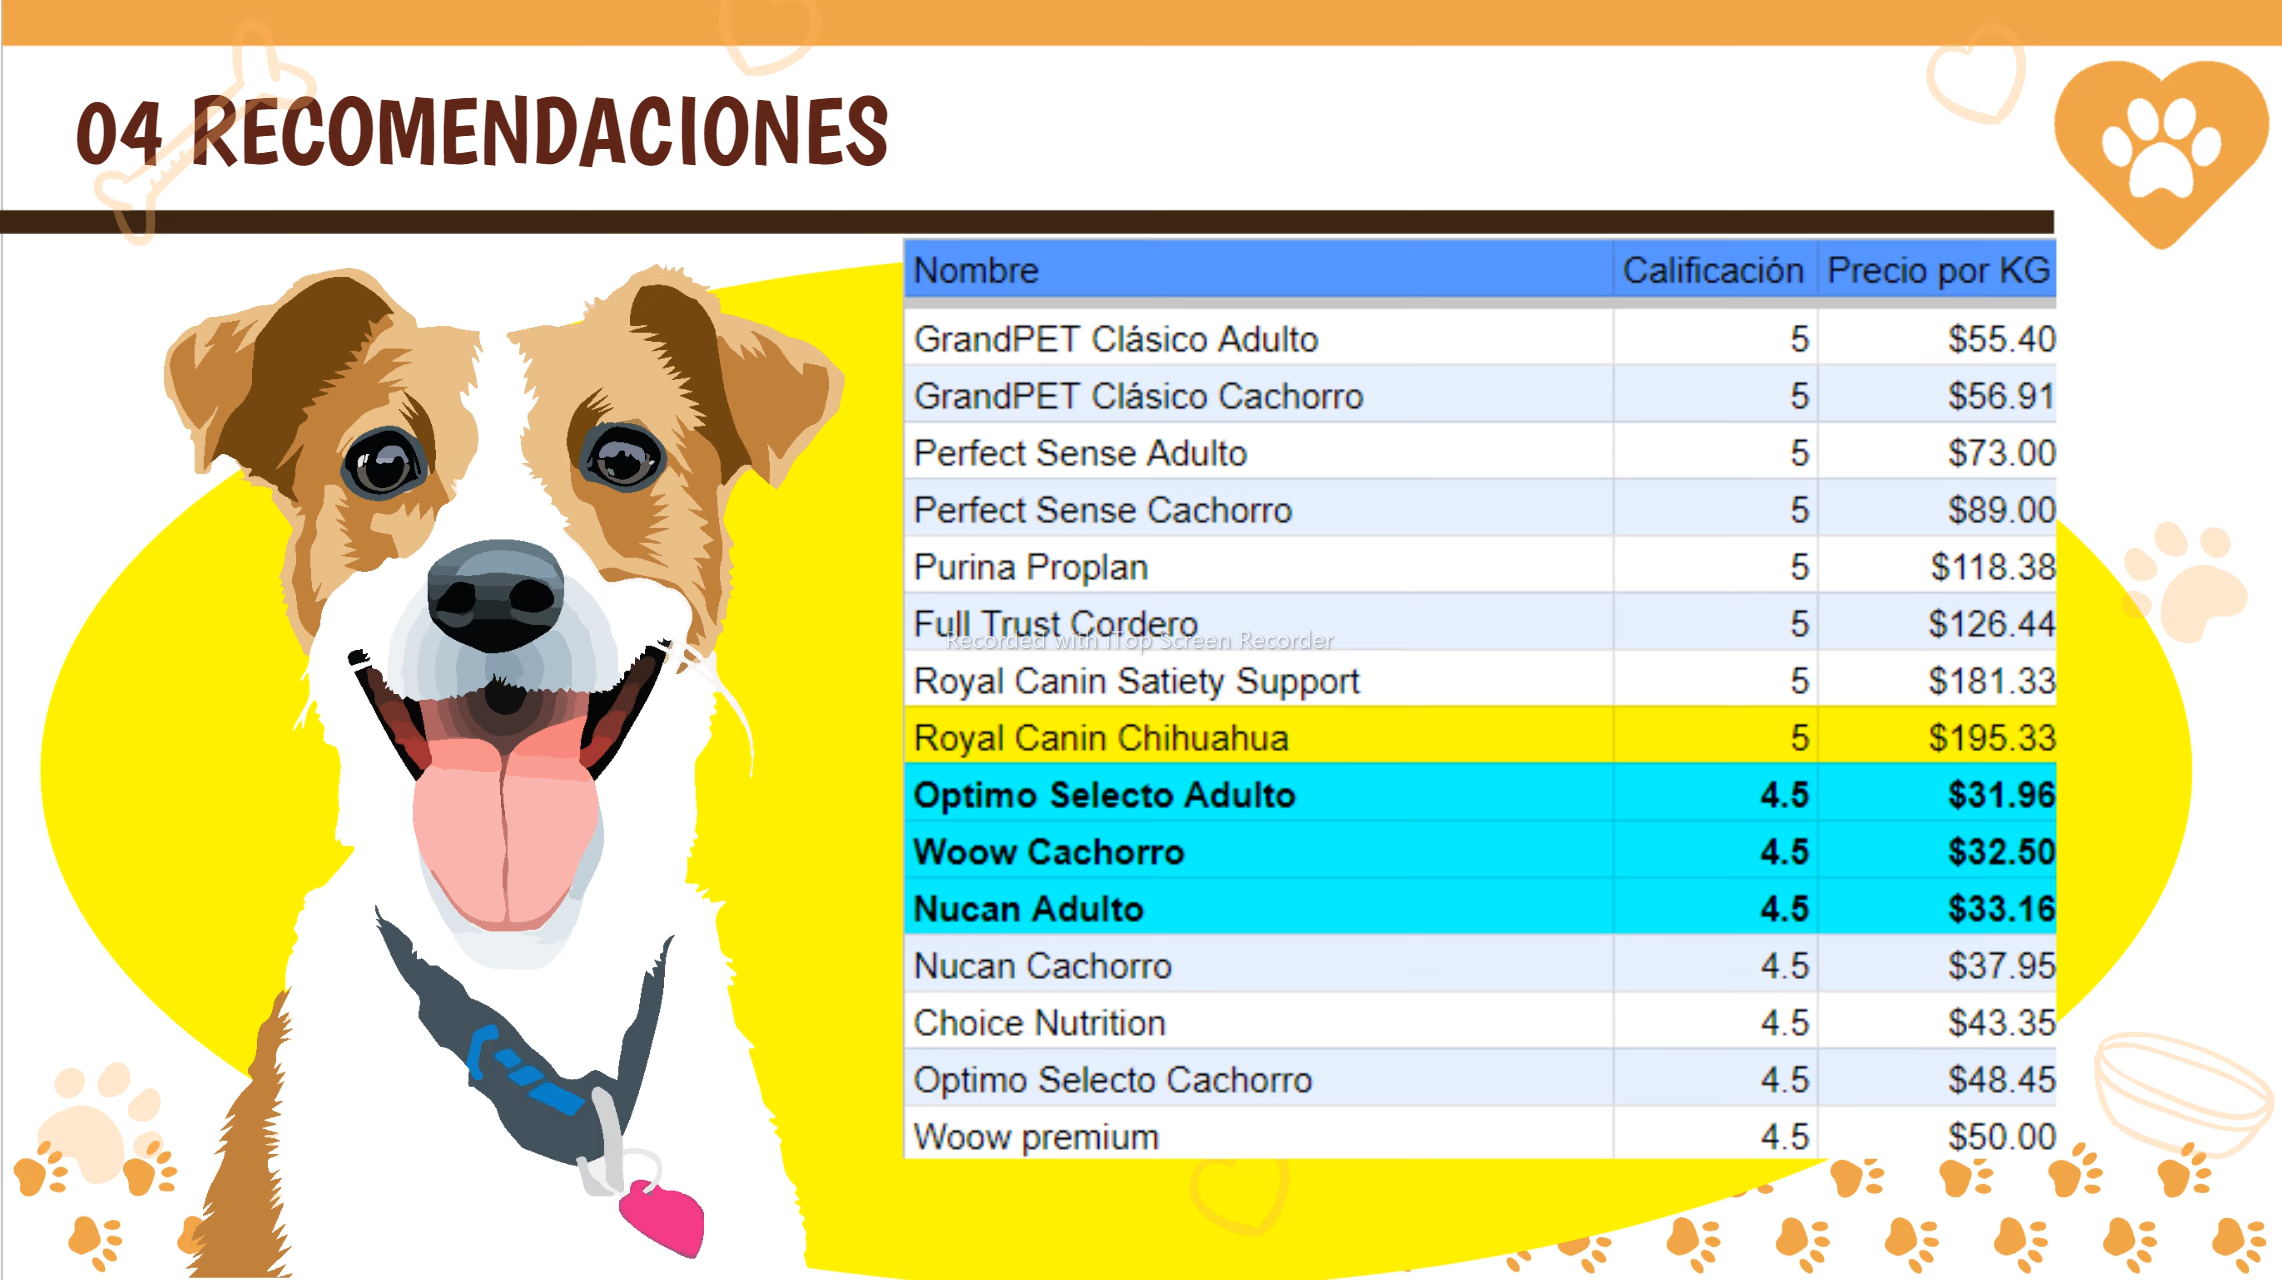 04 RECOMENDACIONES
Nombre Calificación Precio por KG
GrandPET Clásico Adulto 5 $55.40
GrandPET Clásico Cachorro 5 $56.91
Perfect Sense Adulto 5 $73.00
Perfect Sense Cachorro 5 $89.00
Purina Proplan 5 $118.38
Full Trust Cordero 5 $126.44
Recorded with iTop Screen Recorder
Royal Canin Satiety Support 5 $181.33
Royal Canin Chihuahua 5 $195.33
Optimo Selecto Adulto 4.5 $31.96
Woow Cachorro 4.5 $32.50
Nucan Adulto 4.5 $33.16
Nucan Cachorro 4.5 $37.95
Choice Nutrition 4.5 $43.35
Optimo Selecto Cachorro 4.5 $48.45
Woow premium 4.5 $50.00